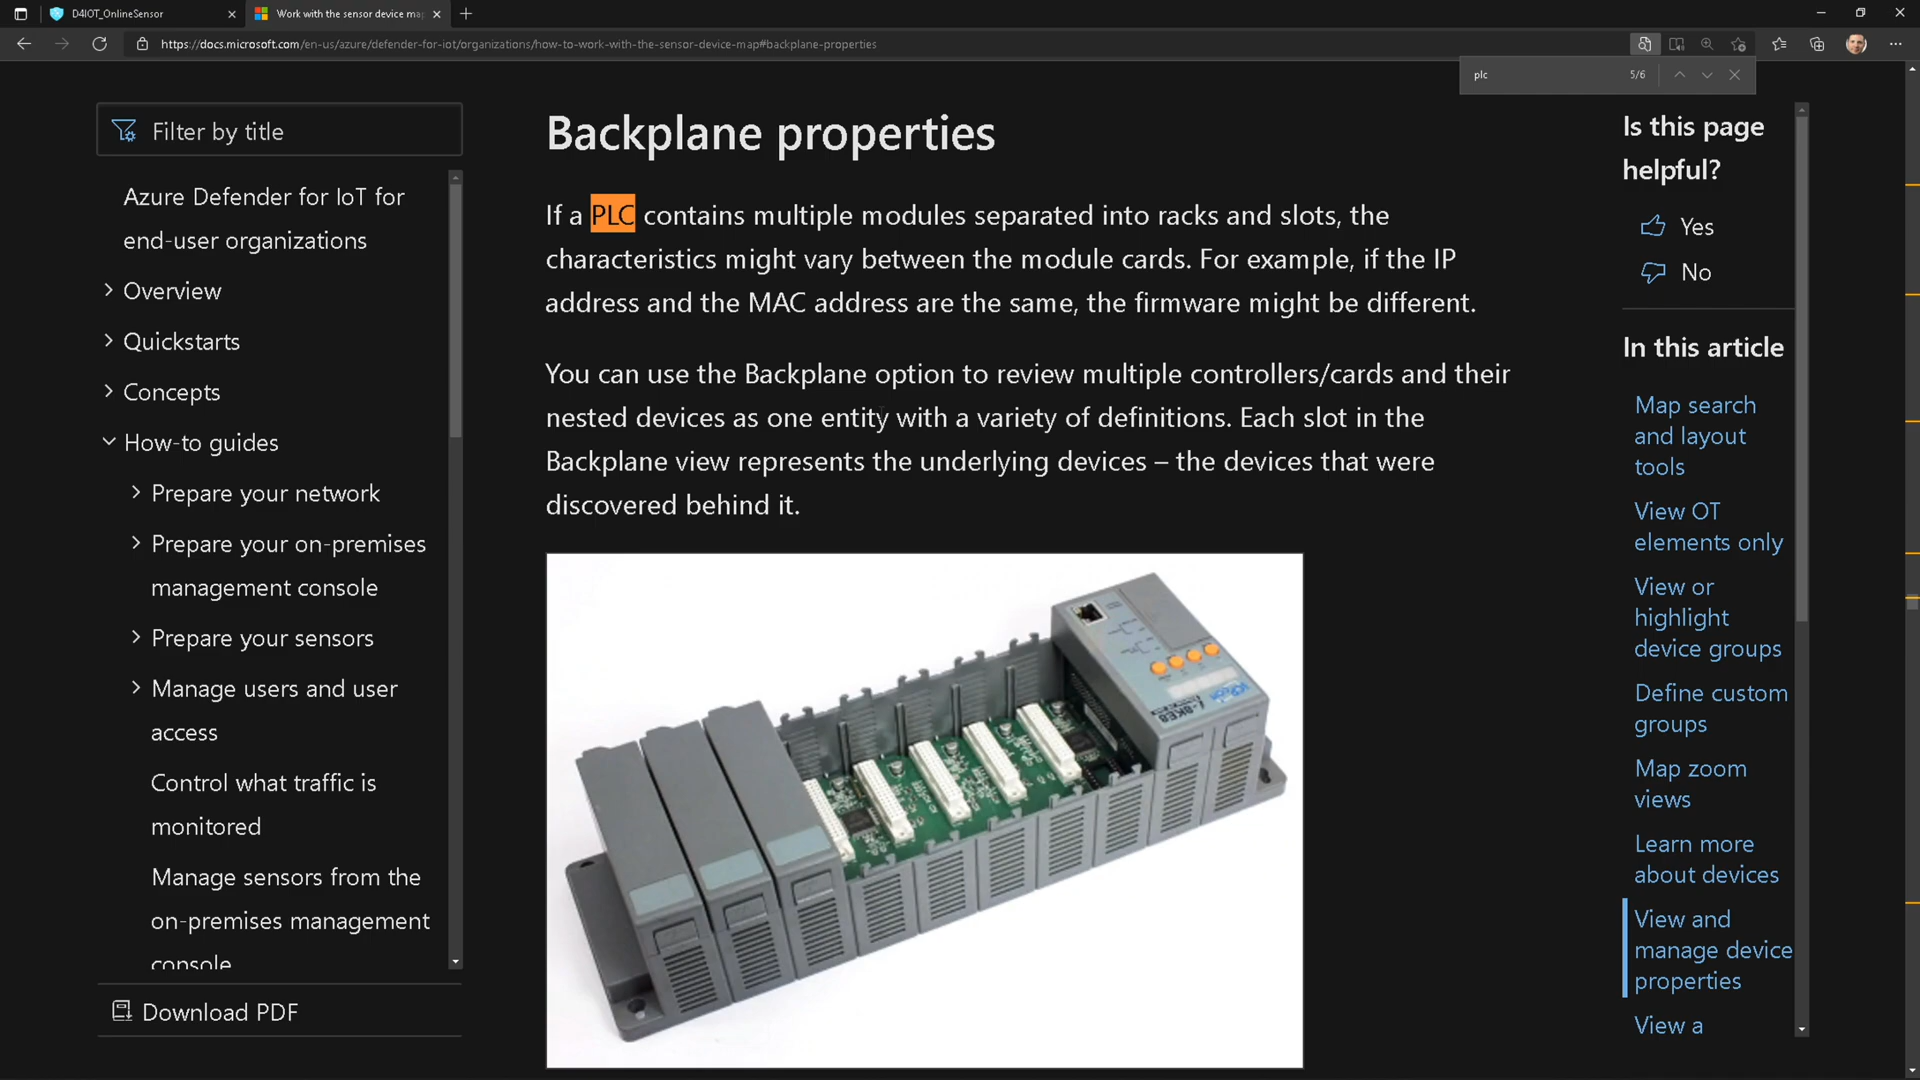 D4IOT_OnlineSensor
Work with the sensor device ma
https://docs.microsoft.com/en-us/azure/defender-for-iot/organizations/how-to-work-with-the-sensor-device-map#backplane-properties
plc
5/6
Filter by title
Azure Defender for IoT for
end-user organizations
Overview
Quickstarts
Concepts
How-to guides
Prepare your network
Prepare your on-premises
management console
Prepare your sensors
Manage users and user
access
Control what traffic is
monitored
Manage sensors from the
on-premises management
console
Download PDF
Backplane properties
If a PLC contains multiple modules separated into racks and slots, the
characteristics might vary between the module cards. For example, if the IP
address and the MAC address are the same, the firmware might be different.
You can use the Backplane option to review multiple controllers/cards and their
nested devices as one entity with a variety of definitions. Each slot in the
Backplane view represents the underlying devices – the devices that were
discovered behind it.
i-8KE8
Is this page
helpful?
Yes
No
In this article
Map search
and layout
tools
View OT
elements only
View or
highlight
device groups
Define custom
groups
Map zoom
views
Learn more
about devices
View and
manage device
properties
View a